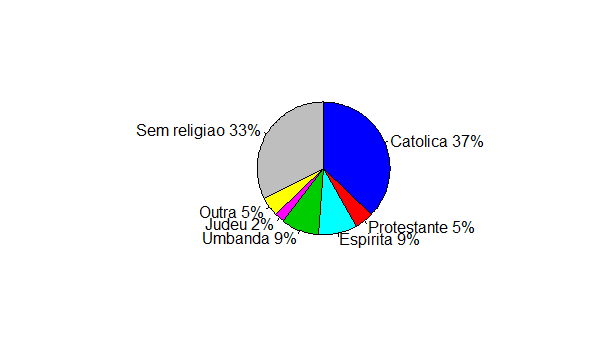 Sem religiao 33%
Catolica 37%
Outra 5%
Judeu 2%
Umbanda 9%
Espirita 9%
Protestante 5%